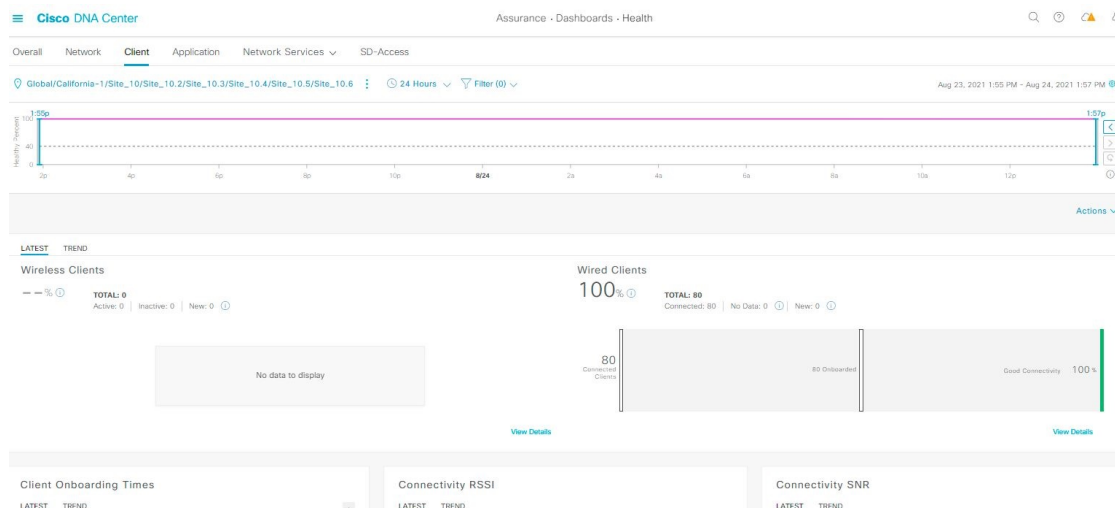 Cisco DNA Center
Assurance · Dashboards · Health
Overall Network Client Application Network Services SD-Access
Global/California-1/Site_10/Site_10.2/Site_10.3/Site_10.4/Site_10.5/Site_10.6 24 Hours Filter (0) Aug 23, 2021 1:55 PM - Aug 24, 2021 1:57 PM
1:55p 1:57p
Healthy Percent
100
40
0
2p 4p 6p 8p 10p 8/24 2a 4a 6a 8a 10a 12p
Actions
LATEST TREND
Wireless Clients
--%
TOTAL: 0
Active: 0 | Inactive: 0 | New: 0
No data to display
View Details
Wired Clients
100%
TOTAL: 80
Connected: 80 | No Data: 0 | New: 0
80
Connected
Clients
80 Onboarded
Good Connectivity 100 %
View Details
Client Onboarding Times
LATEST TREND
Connectivity RSSI
LATEST TREND
Connectivity SNR
LATEST TREND